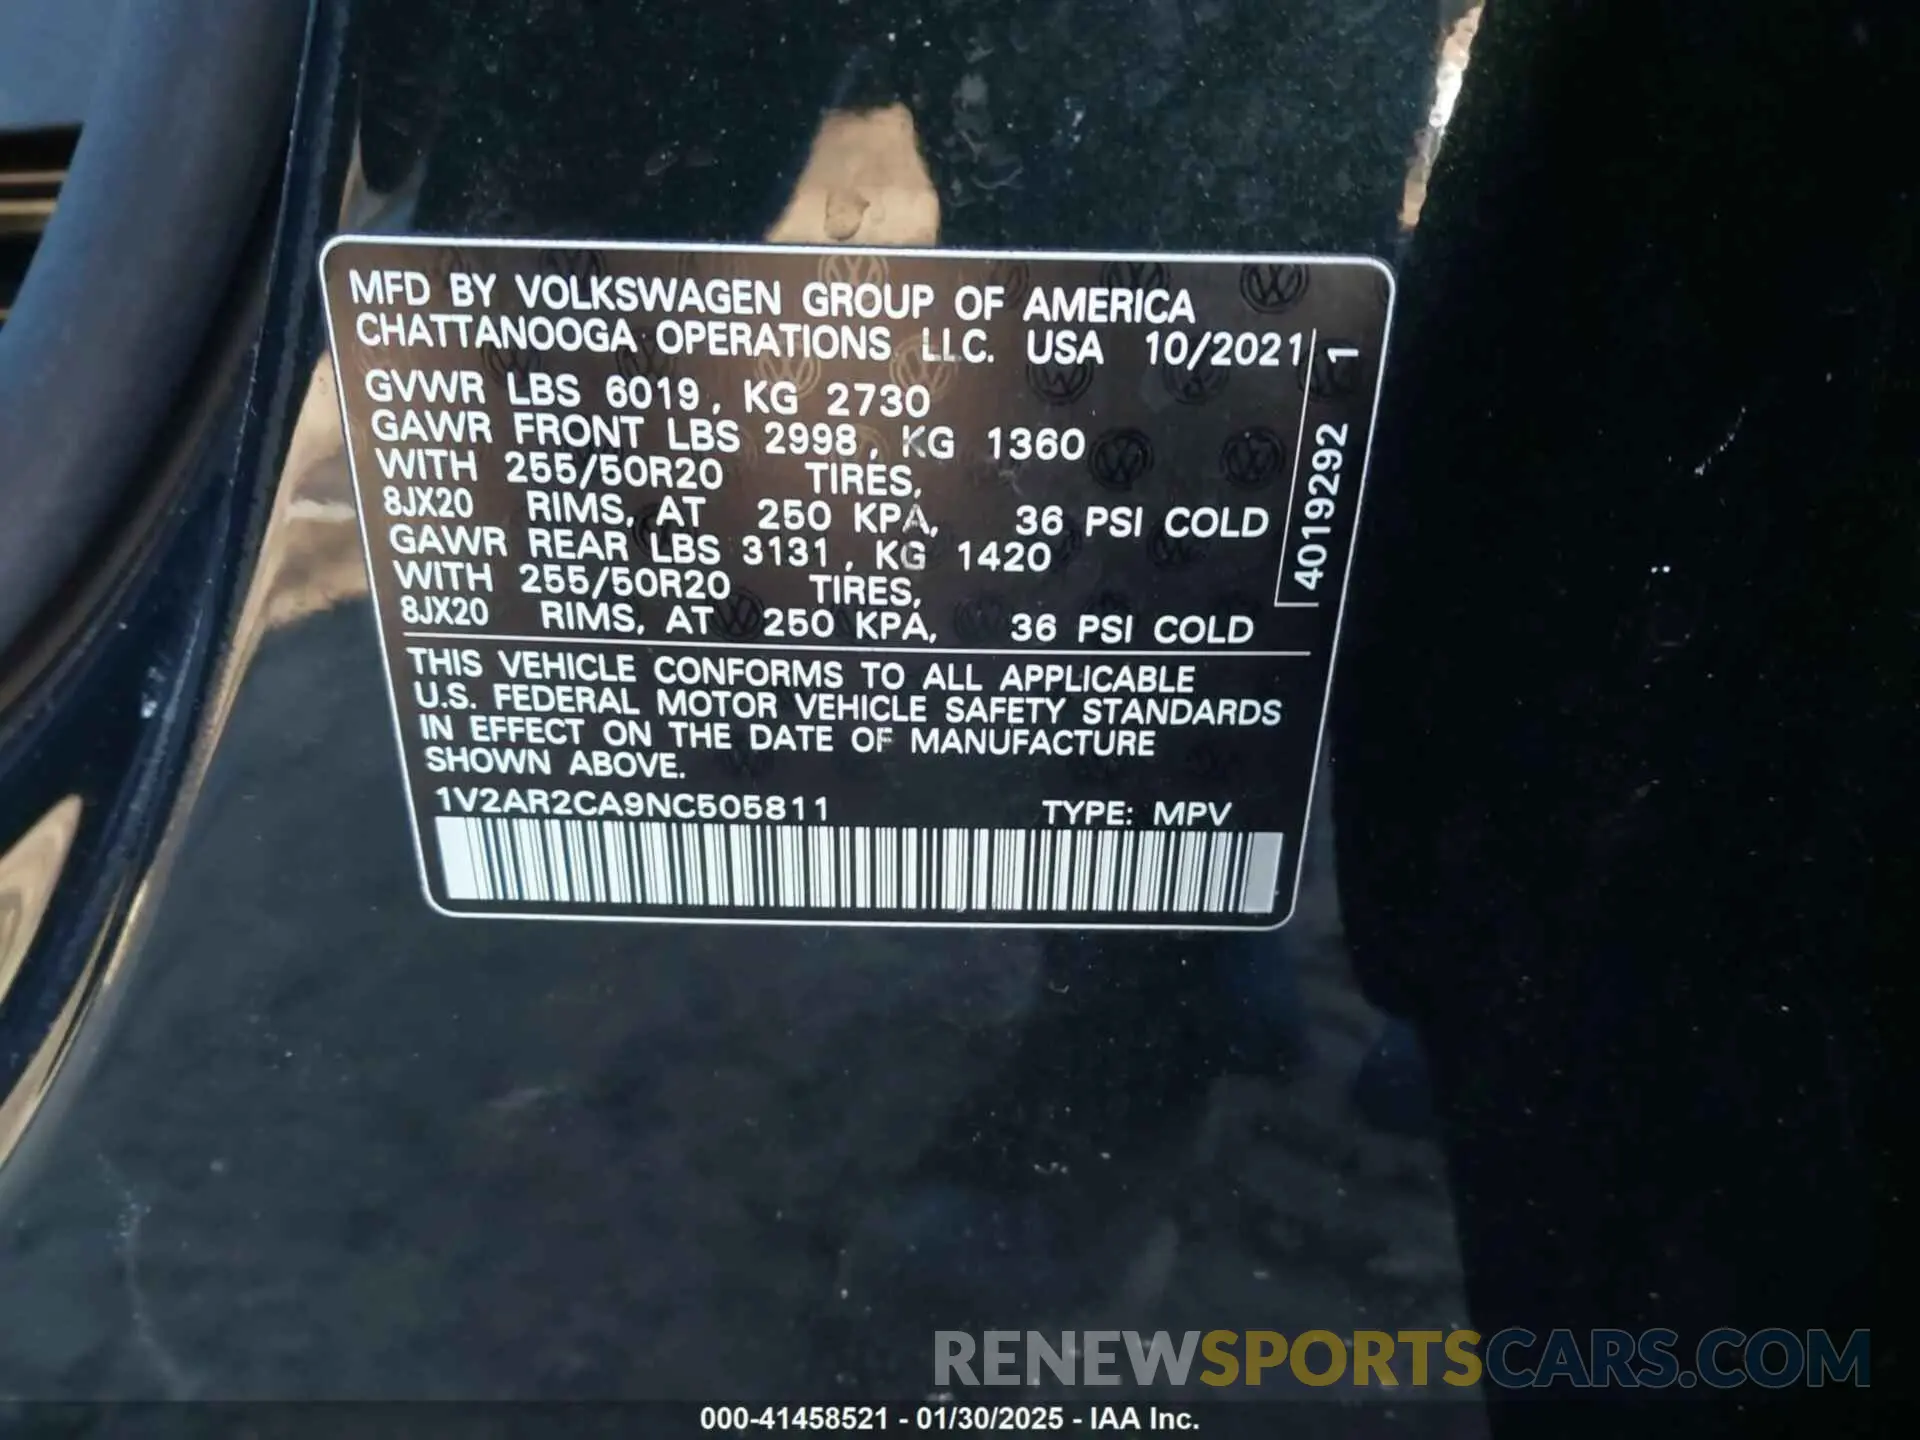 MFD BY VOLKSWAGEN GROUP OF AMERICA
CHATTANOOGA OPERATIONS LLC. USA 10/2021
GVWR LBS 6019, KG 2730
GAWR FRONT LBS 2998, KG 1360
WITH 255/50R20 TIRES,
8JX20 RIMS, AT 250 KPA, 36 PSI COLD
GAWR REAR LBS 3131, KG 1420
WITH 255/50R20 TIRES,
8JX20 RIMS, AT 250 KPA, 36 PSI COLD
40192292 1
THIS VEHICLE CONFORMS TO ALL APPLICABLE
U.S. FEDERAL MOTOR VEHICLE SAFETY STANDARDS
IN EFFECT ON THE DATE OF MANUFACTURE
SHOWN ABOVE.
1V2AR2CA9NC505811 TYPE: MPV
RENEWSPORTSCARS.COM
000-41458521 - 01/30/2025 - IAA Inc.